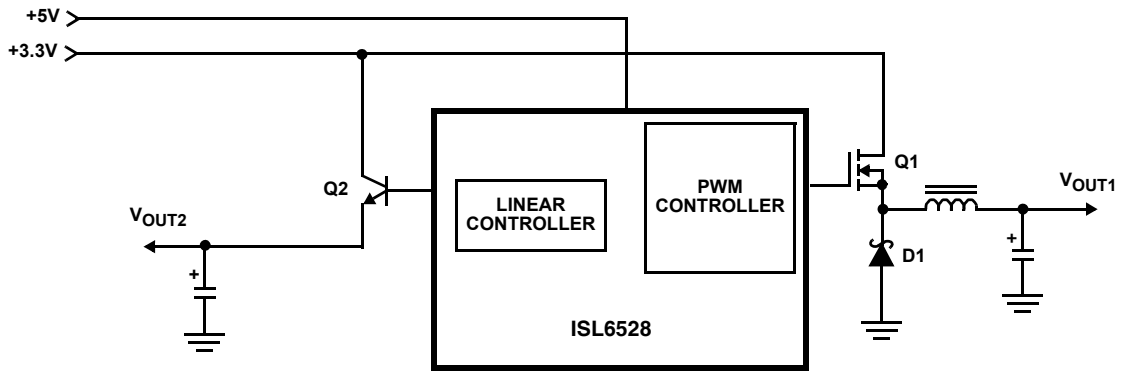 +5V
+3.3V
Q1
Q2
PWM
CONTROLLER
LINEAR
CONTROLLER
VOUT1
VOUT2
+
+
D1
ISL6528